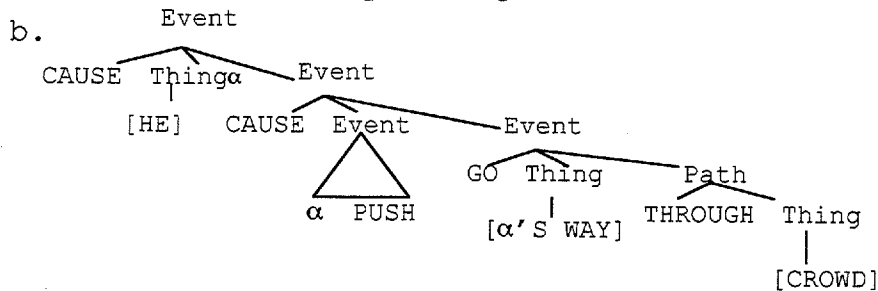 Event
b.
CAUSE Thingα Event
[HE] CAUSE Event Event
GO Thing Path
α PUSH [α'S WAY] THROUGH Thing
[CROWD]